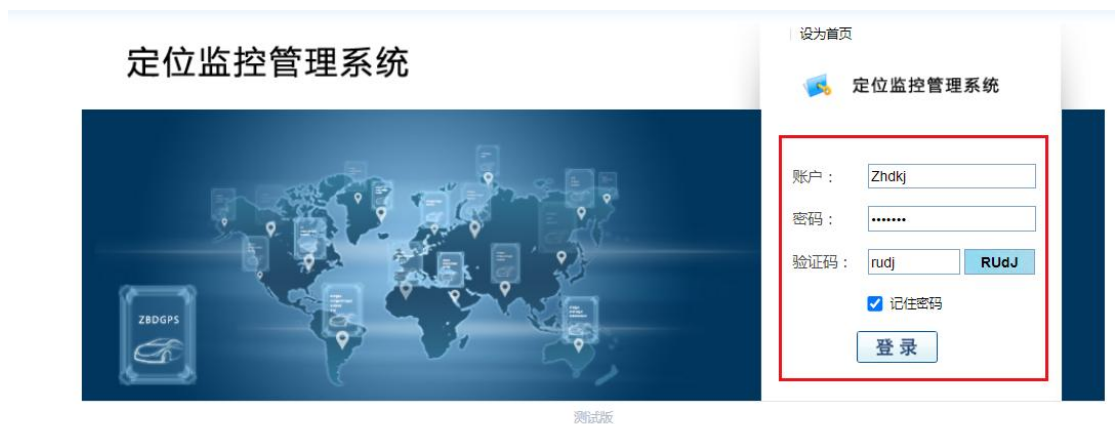 设为首页
定位监控管理系统
定位监控管理系统
账户： Zhdkj
密码： •••••••
验证码： rudj RUdJ
记住密码
登 录
ZBDGPS
测试版